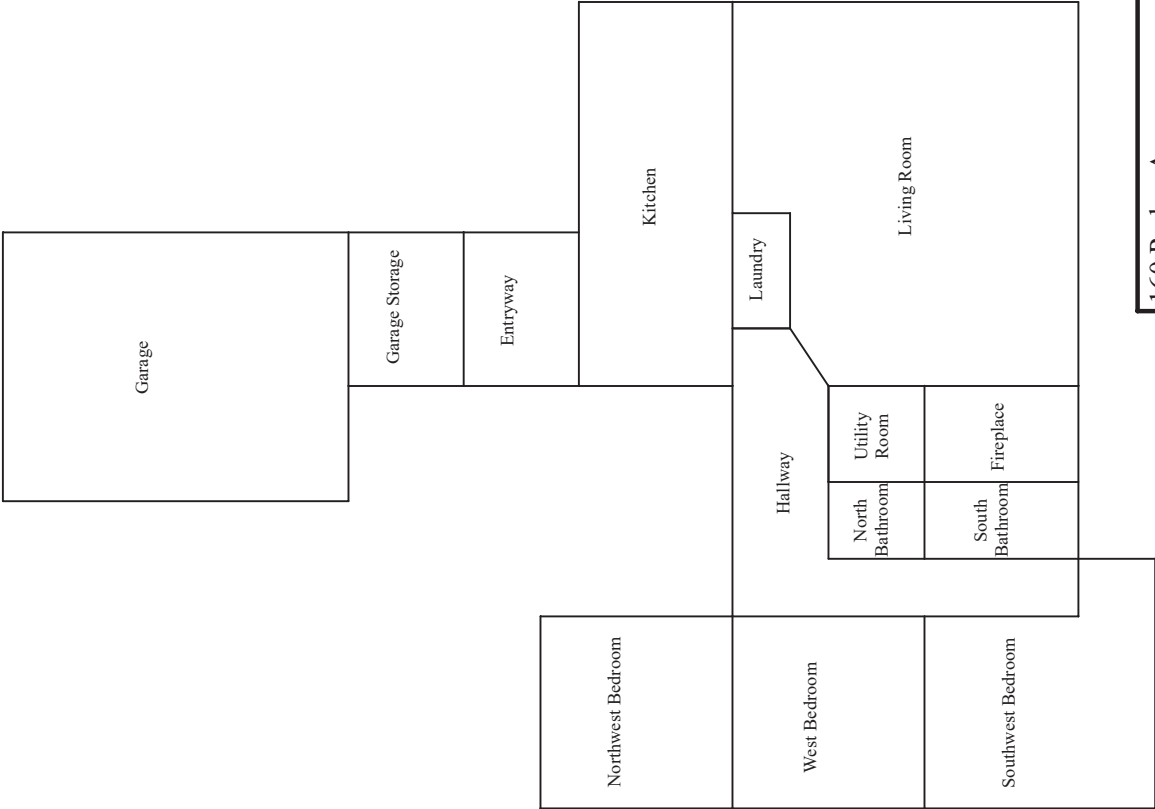 Garage
Garage Storage
Entryway
Kitchen
Laundry
Living Room
Hallway
Utility
Room
North
Bathroom
South
Bathroom
Fireplace
Northwest Bedroom
West Bedroom
Southwest Bedroom